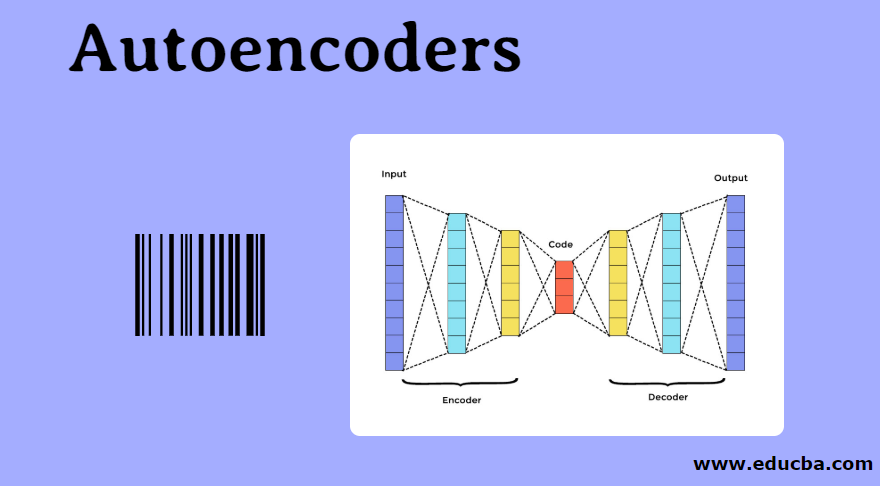 Autoencoders
Input
Output
Code
Encoder
Decoder
www.educba.com